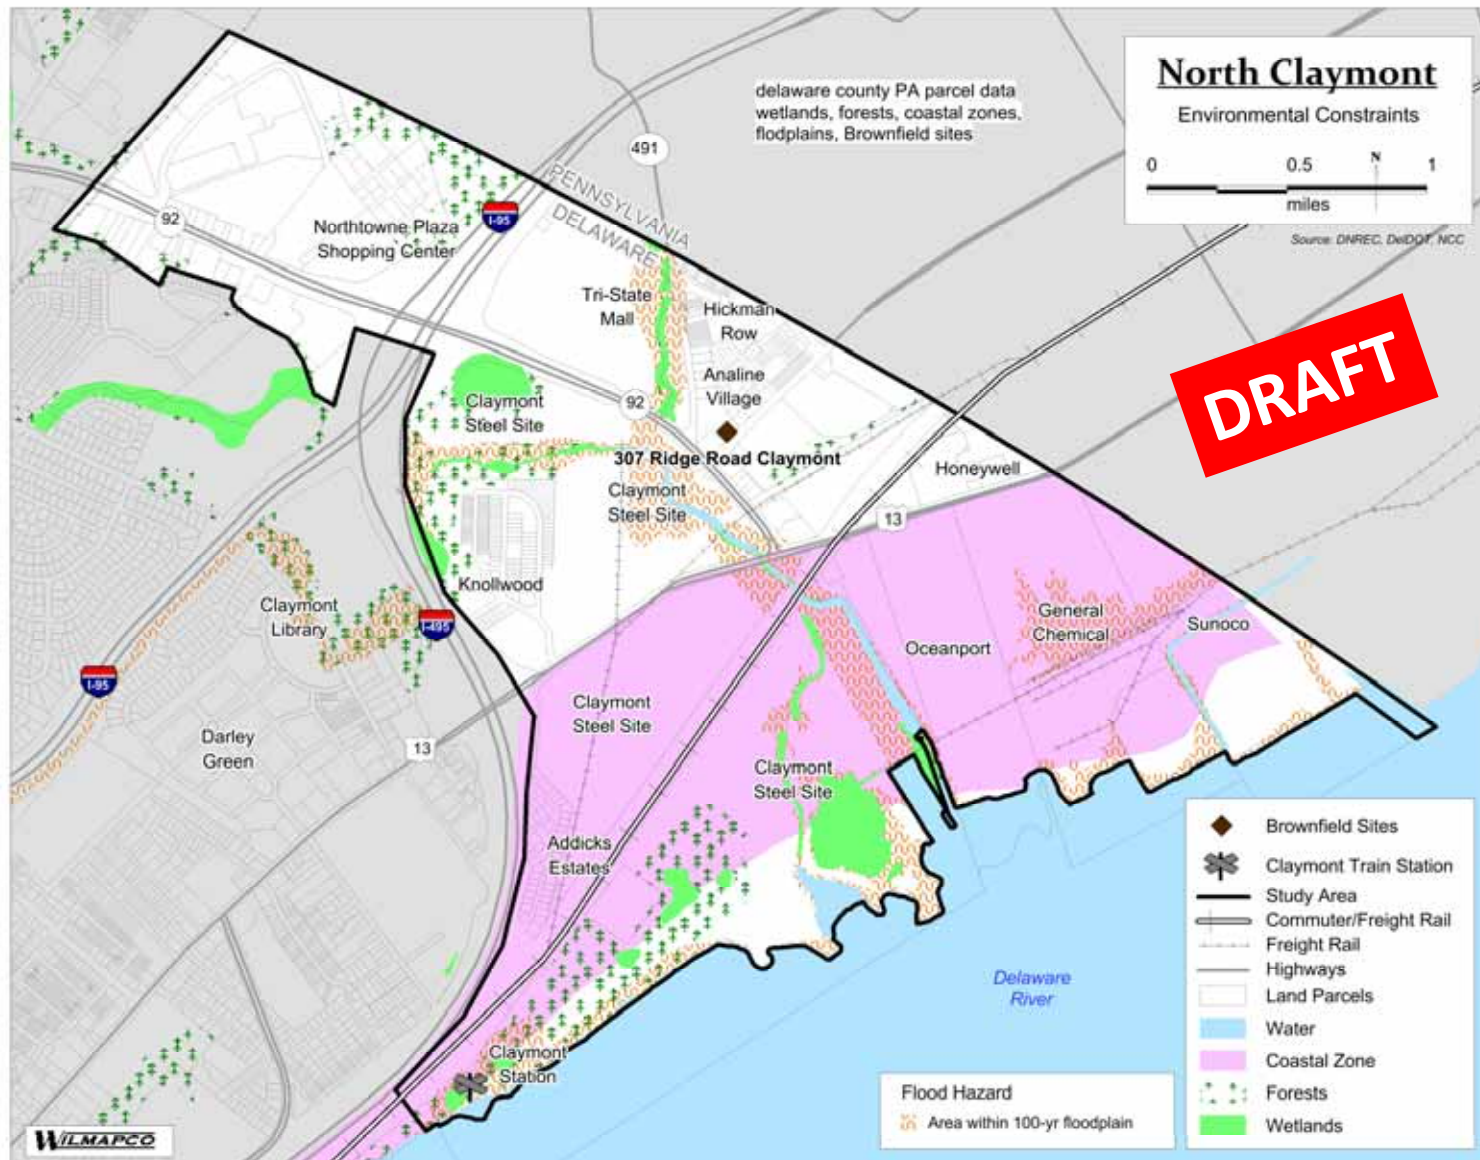 North Claymont
Environmental Constraints
0 0.5 N 1
miles
Source: DNREC, DelDOT, NCC
delaware county PA parcel data
wetlands, forests, coastal zones,
flodplains, Brownfield sites
DRAFT
491
PENNSYLVANIA
DELAWARE
92
Northtowne Plaza
Shopping Center
I-95
Tri-State
Mall
Hickman
Row
Analine
Village
92
Claymont
Steel Site
307 Ridge Road Claymont
Claymont
Steel Site
Honeywell
13
Knollwood
Claymont
Library
I-495
I-95
General
Chemical
Sunoco
Oceanport
Claymont
Steel Site
Darley
Green
13
Claymont
Steel Site
Addicks
Estates
Delaware
River
Claymont
Station
Brownfield Sites
Claymont Train Station
Study Area
Commuter/Freight Rail
Freight Rail
Highways
Land Parcels
Water
Coastal Zone
Forests
Wetlands
Flood Hazard
Area within 100-yr floodplain
WILMAPCO